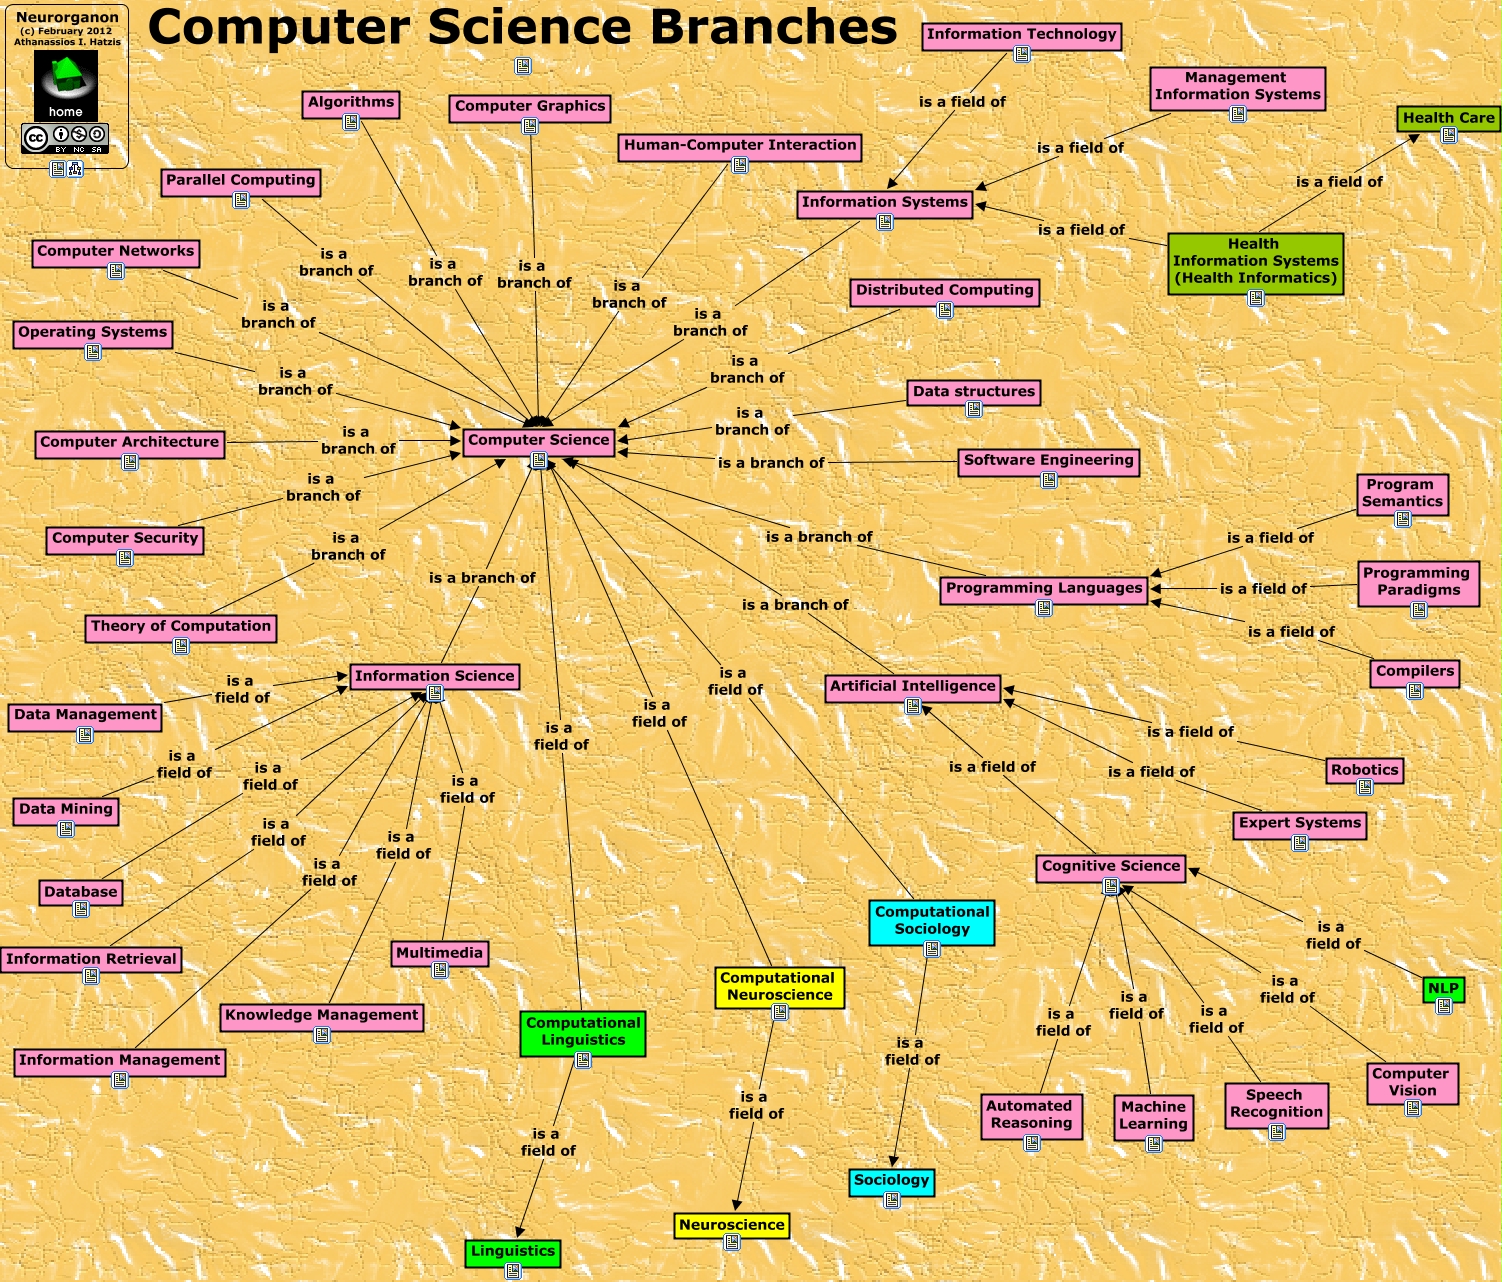 Neurorganon
(c) February 2012
Athanassios I. Hatzis
home
cc
BY NC SA
Computer Science Branches
Information Technology
is a field of
Management
Information Systems
is a field of
Health Care
is a field of
Algorithms
is a
branch of
Computer Graphics
is a
branch of
Human-Computer Interaction
is a
branch of
Parallel Computing
is a
branch of
Information Systems
is a
branch of
is a field of
Health
Information Systems
(Health Informatics)
Computer Networks
is a
branch of
Distributed Computing
is a
branch of
Operating Systems
is a
branch of
Data structures
is a
branch of
Computer Architecture
is a
branch of
Computer Science
is a branch of
Software Engineering
Computer Security
is a
branch of
Theory of Computation
is a
branch of
is a branch of
Program
Semantics
is a field of
is a branch of
Programming Languages
is a field of
Programming
Paradigms
is a field of
Compilers
is a branch of
Information Science
Artificial Intelligence
is a field of
Robotics
is a field of
Expert Systems
is a field of
Cognitive Science
Data Management
is a
field of
Data Mining
is a
field of
Database
is a
field of
Information Retrieval
is a
field of
Information Management
is a
field of
Knowledge Management
is a
field of
Multimedia
is a
field of
is a
field of
is a
field of
is a
field of
Computational
Sociology
Computational
Neuroscience
Computational
Linguistics
is a
field of
NLP
is a
field of
is a
field of
is a
field of
is a
field of
Automated
Reasoning
Machine
Learning
Speech
Recognition
Computer
Vision
is a
field of
Sociology
is a
field of
Neuroscience
is a
field of
Linguistics